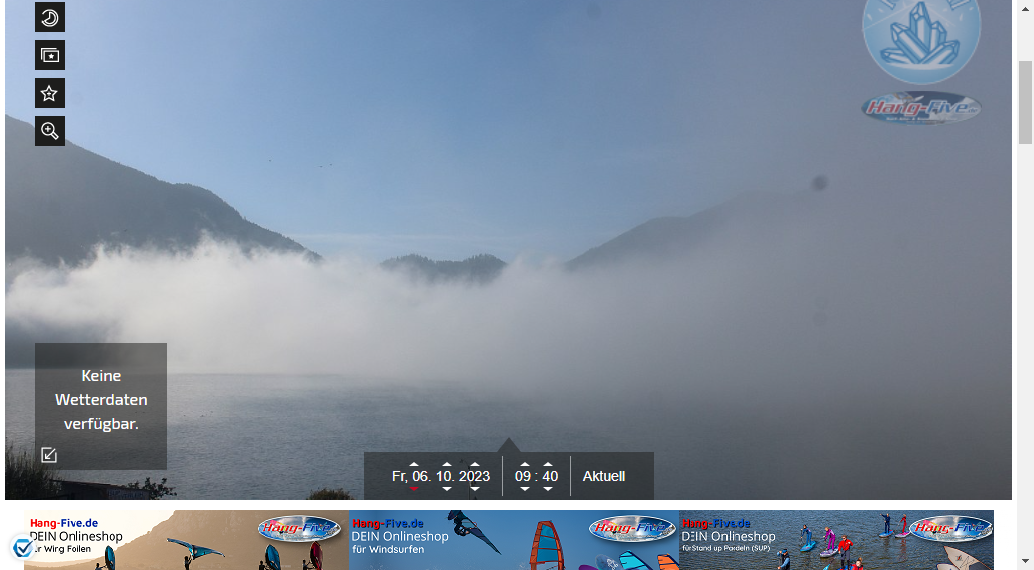 Hang-Five
Keine
Wetterdaten
verfügbar.
Fr, 06. 10. 2023 09 : 40 Aktuell
Hang-Five.de
DEIN Onlineshop
für Wing Foilen
Hang-Five
Hang-Five.de
DEIN Onlineshop
für Windsurfen
Hang-Five
Hang-Five.de
DEIN Onlineshop
für Stand up Paddeln (SUP)
Hang-Five